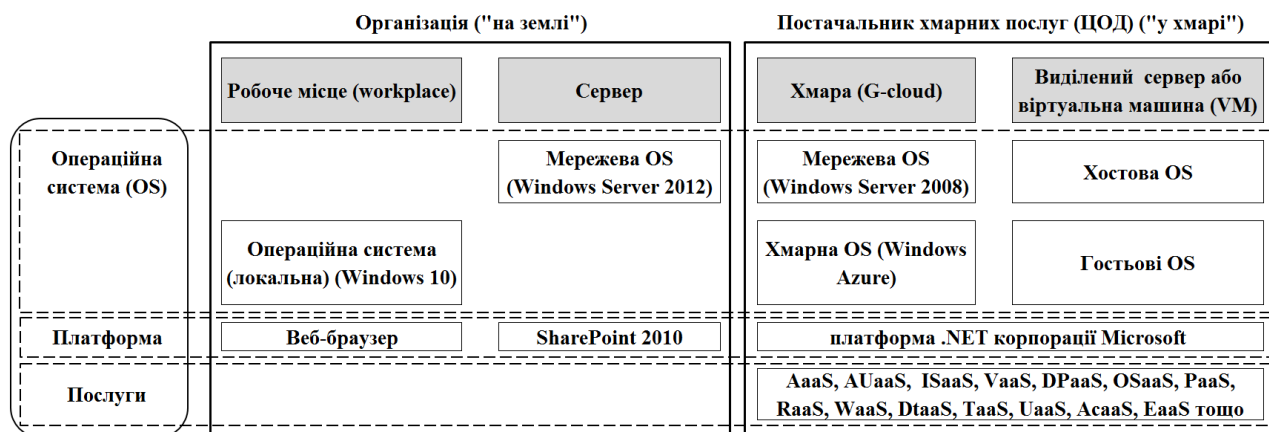 Організація ("на землі")
Постачальник хмарних послуг (ЦОД) ("у хмарі")
Робоче місце (workplace)
Сервер
Хмара (G-cloud)
Виділений сервер або
віртуальна машина (VM)
Операційна
система (OS)
Мережева OS
(Windows Server 2012)
Мережева OS
(Windows Server 2008)
Хостова OS
Операційна система
(локальна) (Windows 10)
Хмарна OS (Windows
Azure)
Гостьові OS
Платформа
Веб-браузер
SharePoint 2010
платформа .NET корпорації Microsoft
Послуги
AaaS, AUaaS, ISaaS, VaaS, DPaaS, OSaaS, PaaS,
RaaS, WaaS, DtaaS, TaaS, UaaS, AcaaS, EaaS тощо